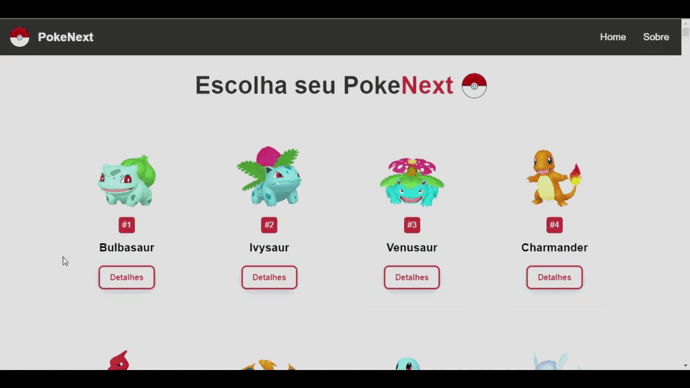 PokeNext
Home Sobre
Escolha seu PokeNext
#1 #2 #3 #4
Bulbasaur Ivysaur Venusaur Charmander
Detalhes Detalhes Detalhes Detalhes